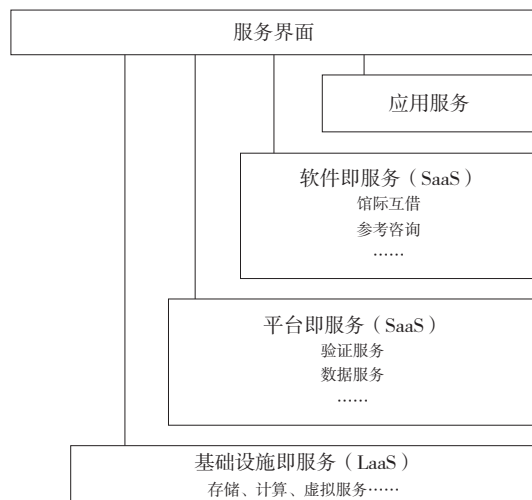 服务界面
应用服务
软件即服务（SaaS）
馆际互借
参考咨询
……
平台即服务（SaaS）
验证服务
数据服务
……
基础设施即服务（LaaS）
存储、计算、虚拟服务……